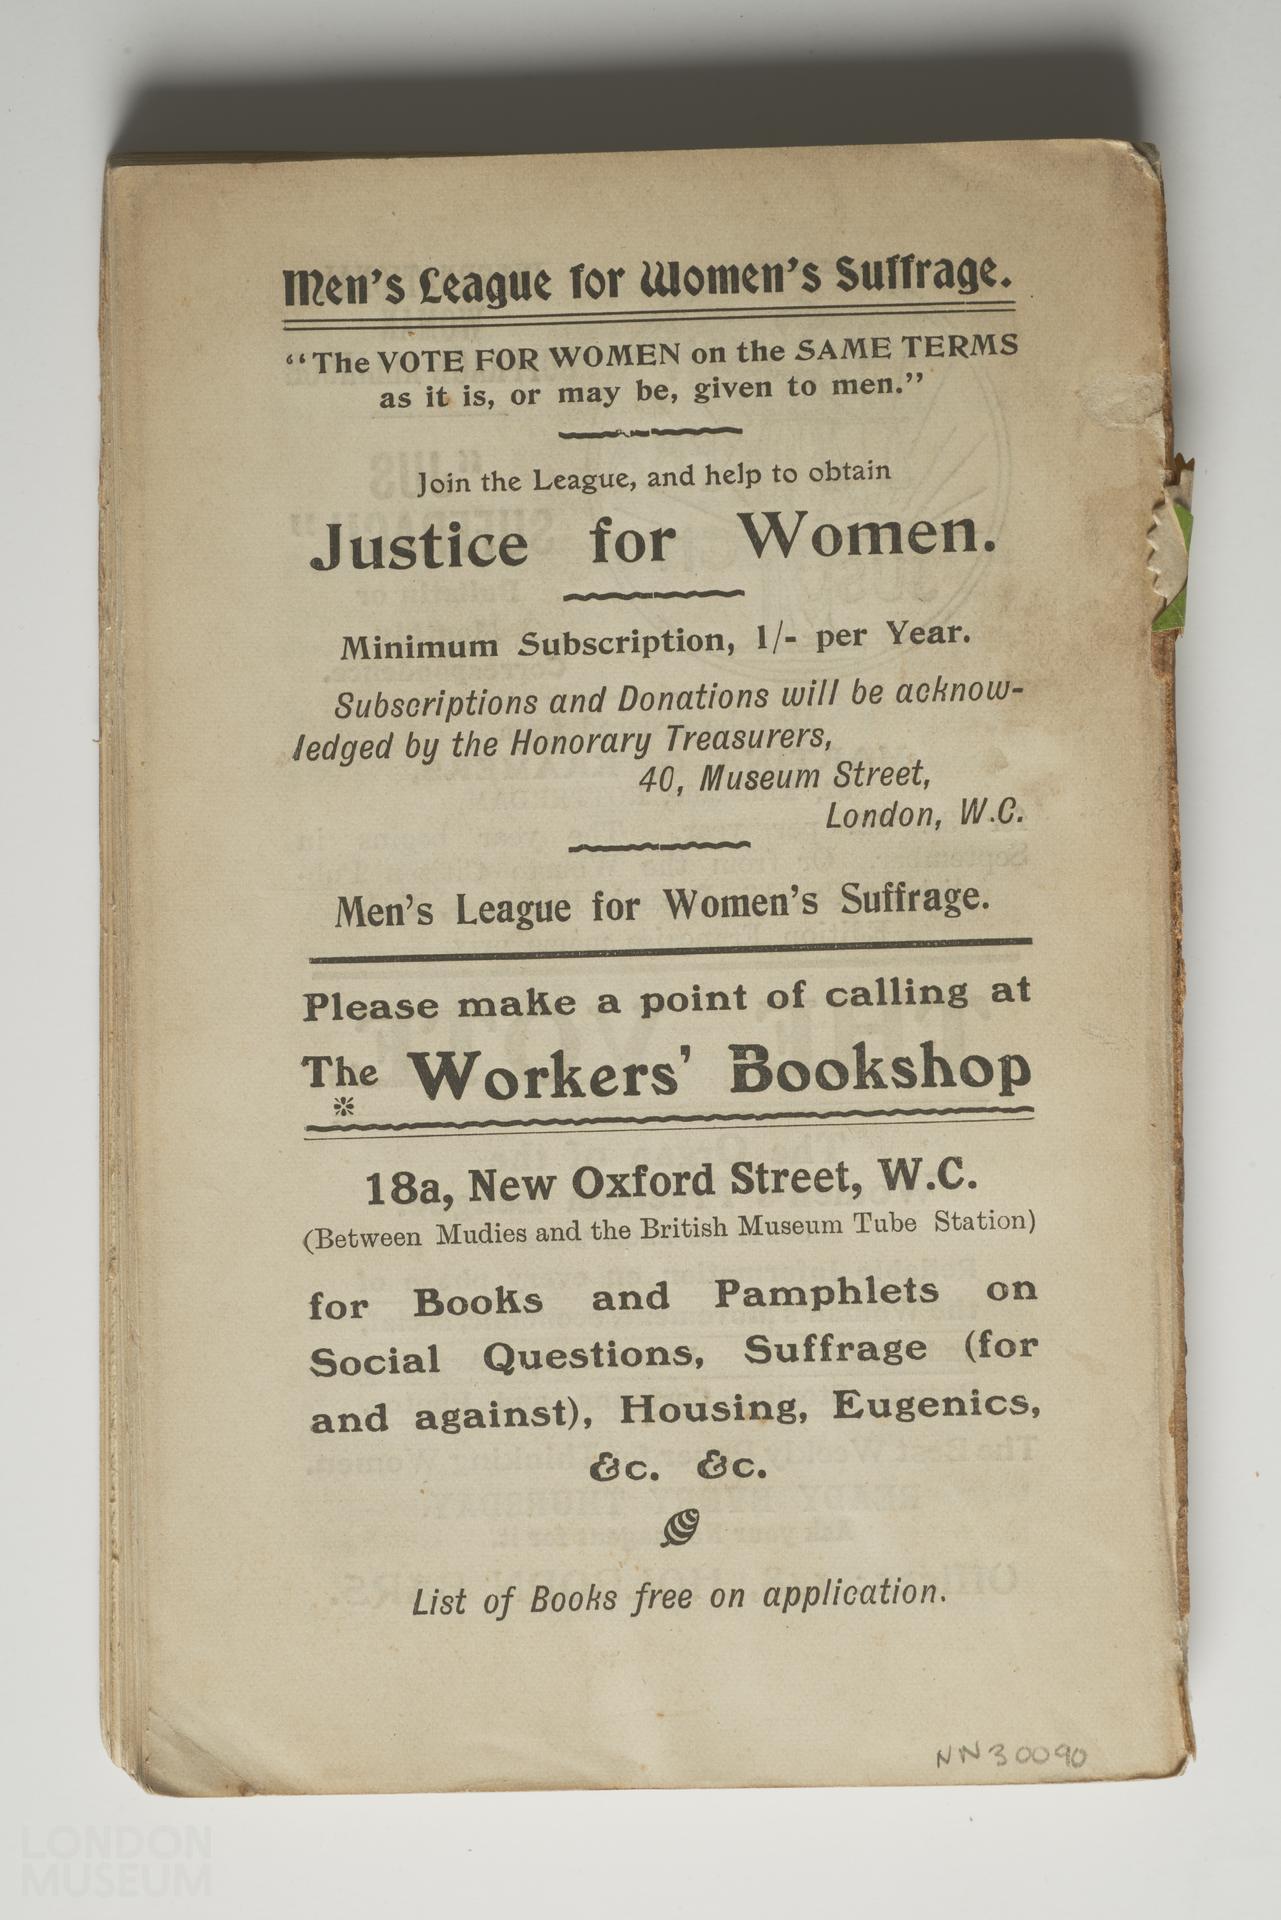 Men's League for Women's Suffrage.
"The VOTE FOR WOMEN on the SAME TERMS
as it is, or may be, given to men."
Join the League, and help to obtain
Justice for Women.
Minimum Subscription, 1/- per Year.
Subscriptions and Donations will be acknow-
ledged by the Honorary Treasurers,
40, Museum Street,
London, W.C.
Men's League for Women's Suffrage.
Please make a point of calling at
The Workers' Bookshop
18a, New Oxford Street, W.C.
(Between Mudies and the British Museum Tube Station)
for Books and Pamphlets on
Social Questions, Suffrage (for
and against), Housing, Eugenics,
&c. &c.
List of Books free on application.
NN30090
LONDON
MUSEUM